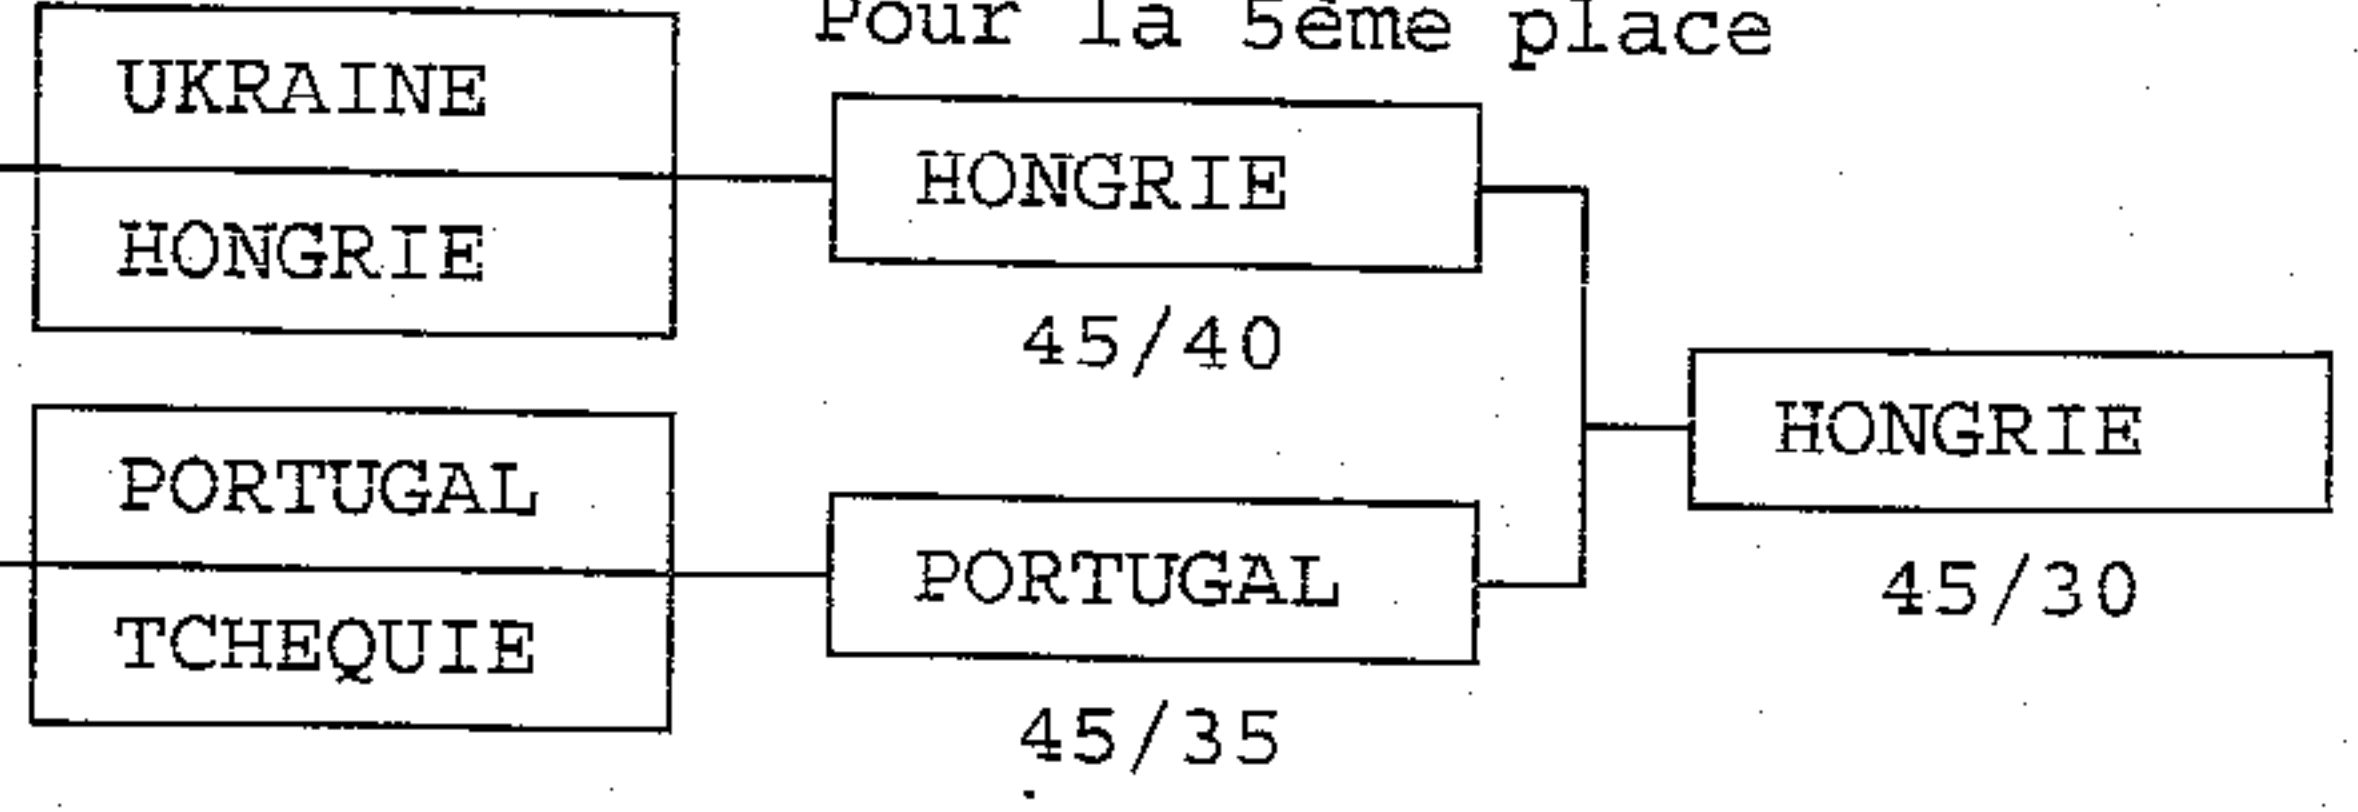 Pour la 5ème place
UKRAINE
HONGRIE
HONGRIE
45/40
PORTUGAL
TCHEQUIE
PORTUGAL
45/35
HONGRIE
45/30